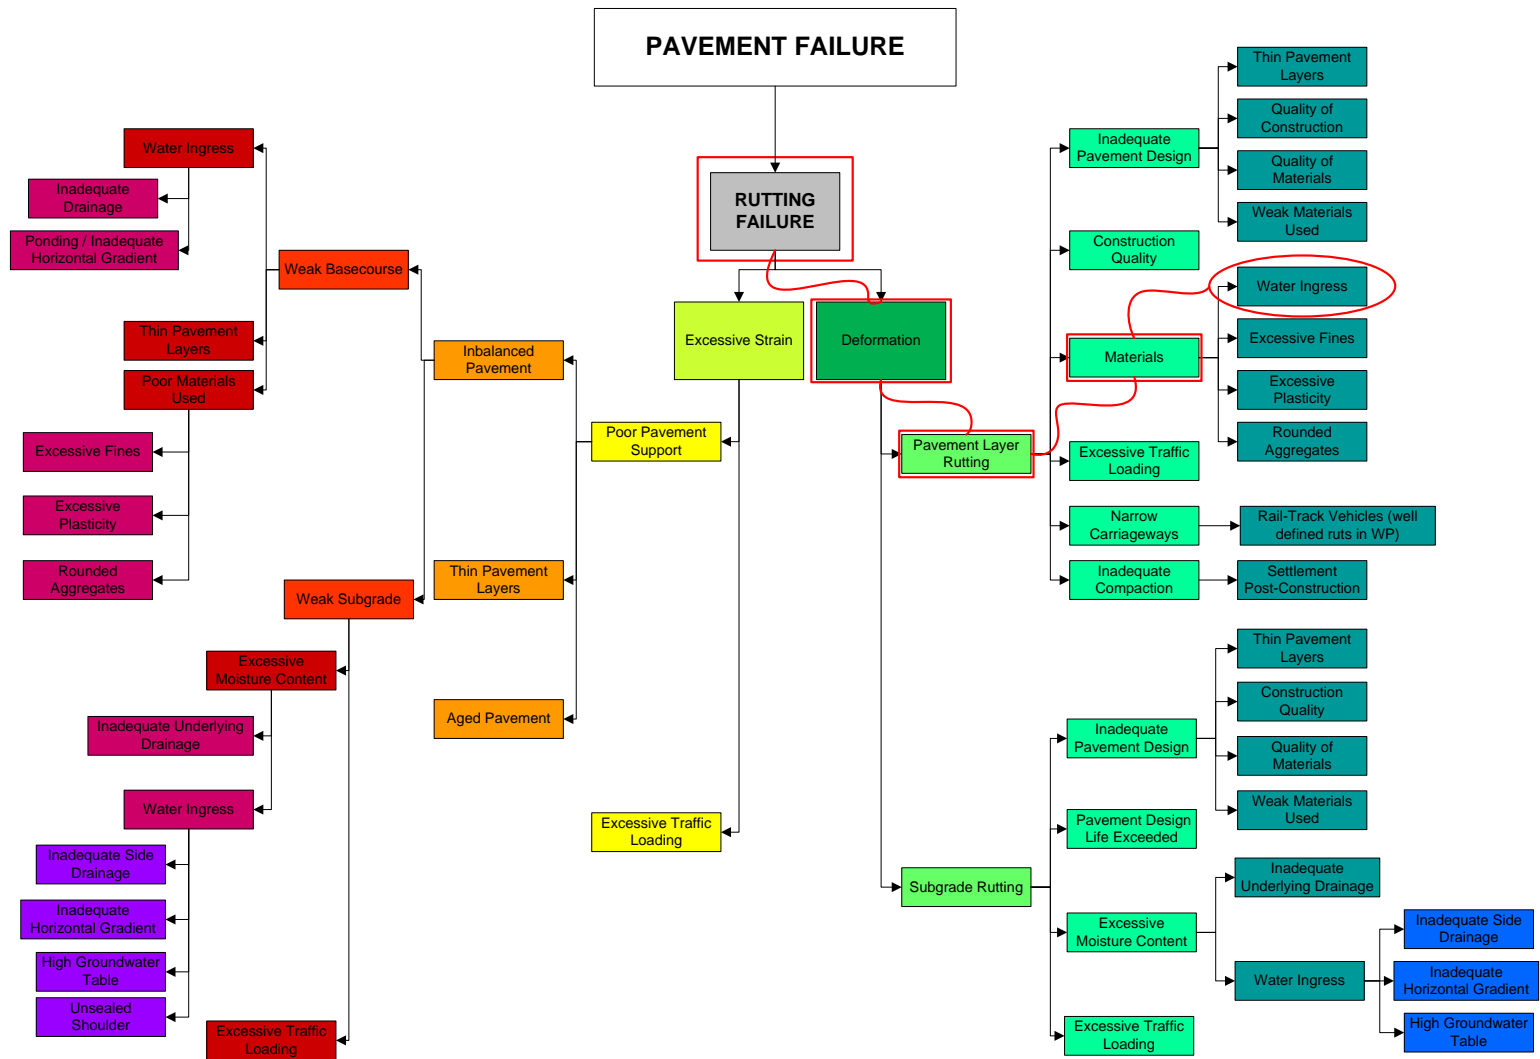 PAVEMENT FAILURE
RUTTING
FAILURE
Excessive Strain
Deformation
Water Ingress
Inadequate
Drainage
Ponding / Inadequate
Horizontal Gradient
Weak Basecourse
Thin Pavement
Layers
Poor Materials
Used
Excessive Fines
Excessive
Plasticity
Rounded
Aggregates
Inbalanced
Pavement
Poor Pavement
Support
Thin Pavement
Layers
Weak Subgrade
Excessive
Moisture Content
Aged Pavement
Inadequate Underlying
Drainage
Water Ingress
Excessive Traffic
Loading
Inadequate Side
Drainage
Inadequate
Horizontal Gradient
High Groundwater
Table
Unsealed
Shoulder
Excessive Traffic
Loading
Pavement Layer
Rutting
Inadequate
Pavement Design
Thin Pavement
Layers
Quality of
Construction
Quality of
Materials
Weak Materials
Used
Construction
Quality
Materials
Water Ingress
Excessive Fines
Excessive
Plasticity
Rounded
Aggregates
Excessive Traffic
Loading
Narrow
Carriageways
Rail-Track Vehicles (well
defined ruts in WP)
Inadequate
Compaction
Settlement
Post-Construction
Subgrade Rutting
Inadequate
Pavement Design
Thin Pavement
Layers
Construction
Quality
Quality of
Materials
Weak Materials
Used
Pavement Design
Life Exceeded
Excessive
Moisture Content
Inadequate
Underlying Drainage
Water Ingress
Inadequate Side
Drainage
Inadequate
Horizontal Gradient
High Groundwater
Table
Excessive Traffic
Loading